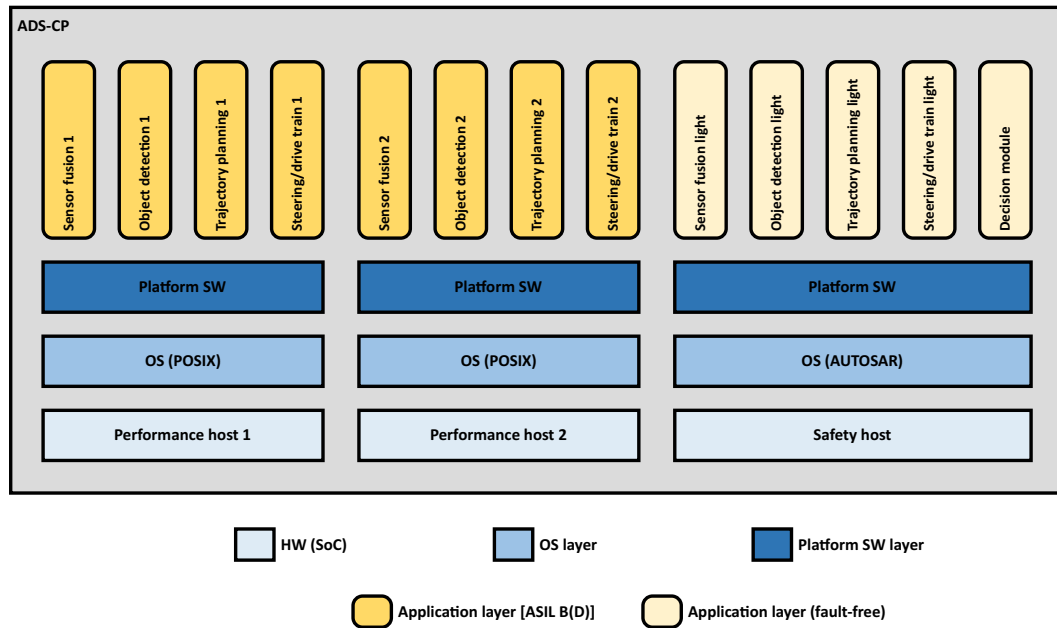 ADS-CP
Sensor fusion 1
Object detection 1
Trajectory planning 1
Steering/drive train 1
Sensor fusion 2
Object detection 2
Trajectory planning 2
Steering/drive train 2
Sensor fusion light
Object detection light
Trajectory planning light
Steering/drive train light
Decision module
Platform SW
Platform SW
Platform SW
OS (POSIX)
OS (POSIX)
OS (AUTOSAR)
Performance host 1
Performance host 2
Safety host
HW (SoC)
OS layer
Platform SW layer
Application layer [ASIL B(D)]
Application layer (fault-free)